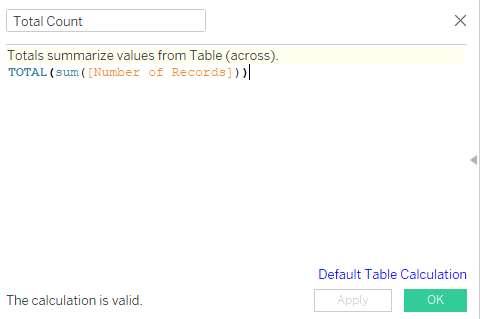 Total Count
Totals summarize values from Table (across).
TOTAL(sum([Number of Records]))
Default Table Calculation
The calculation is valid.
Apply
OK